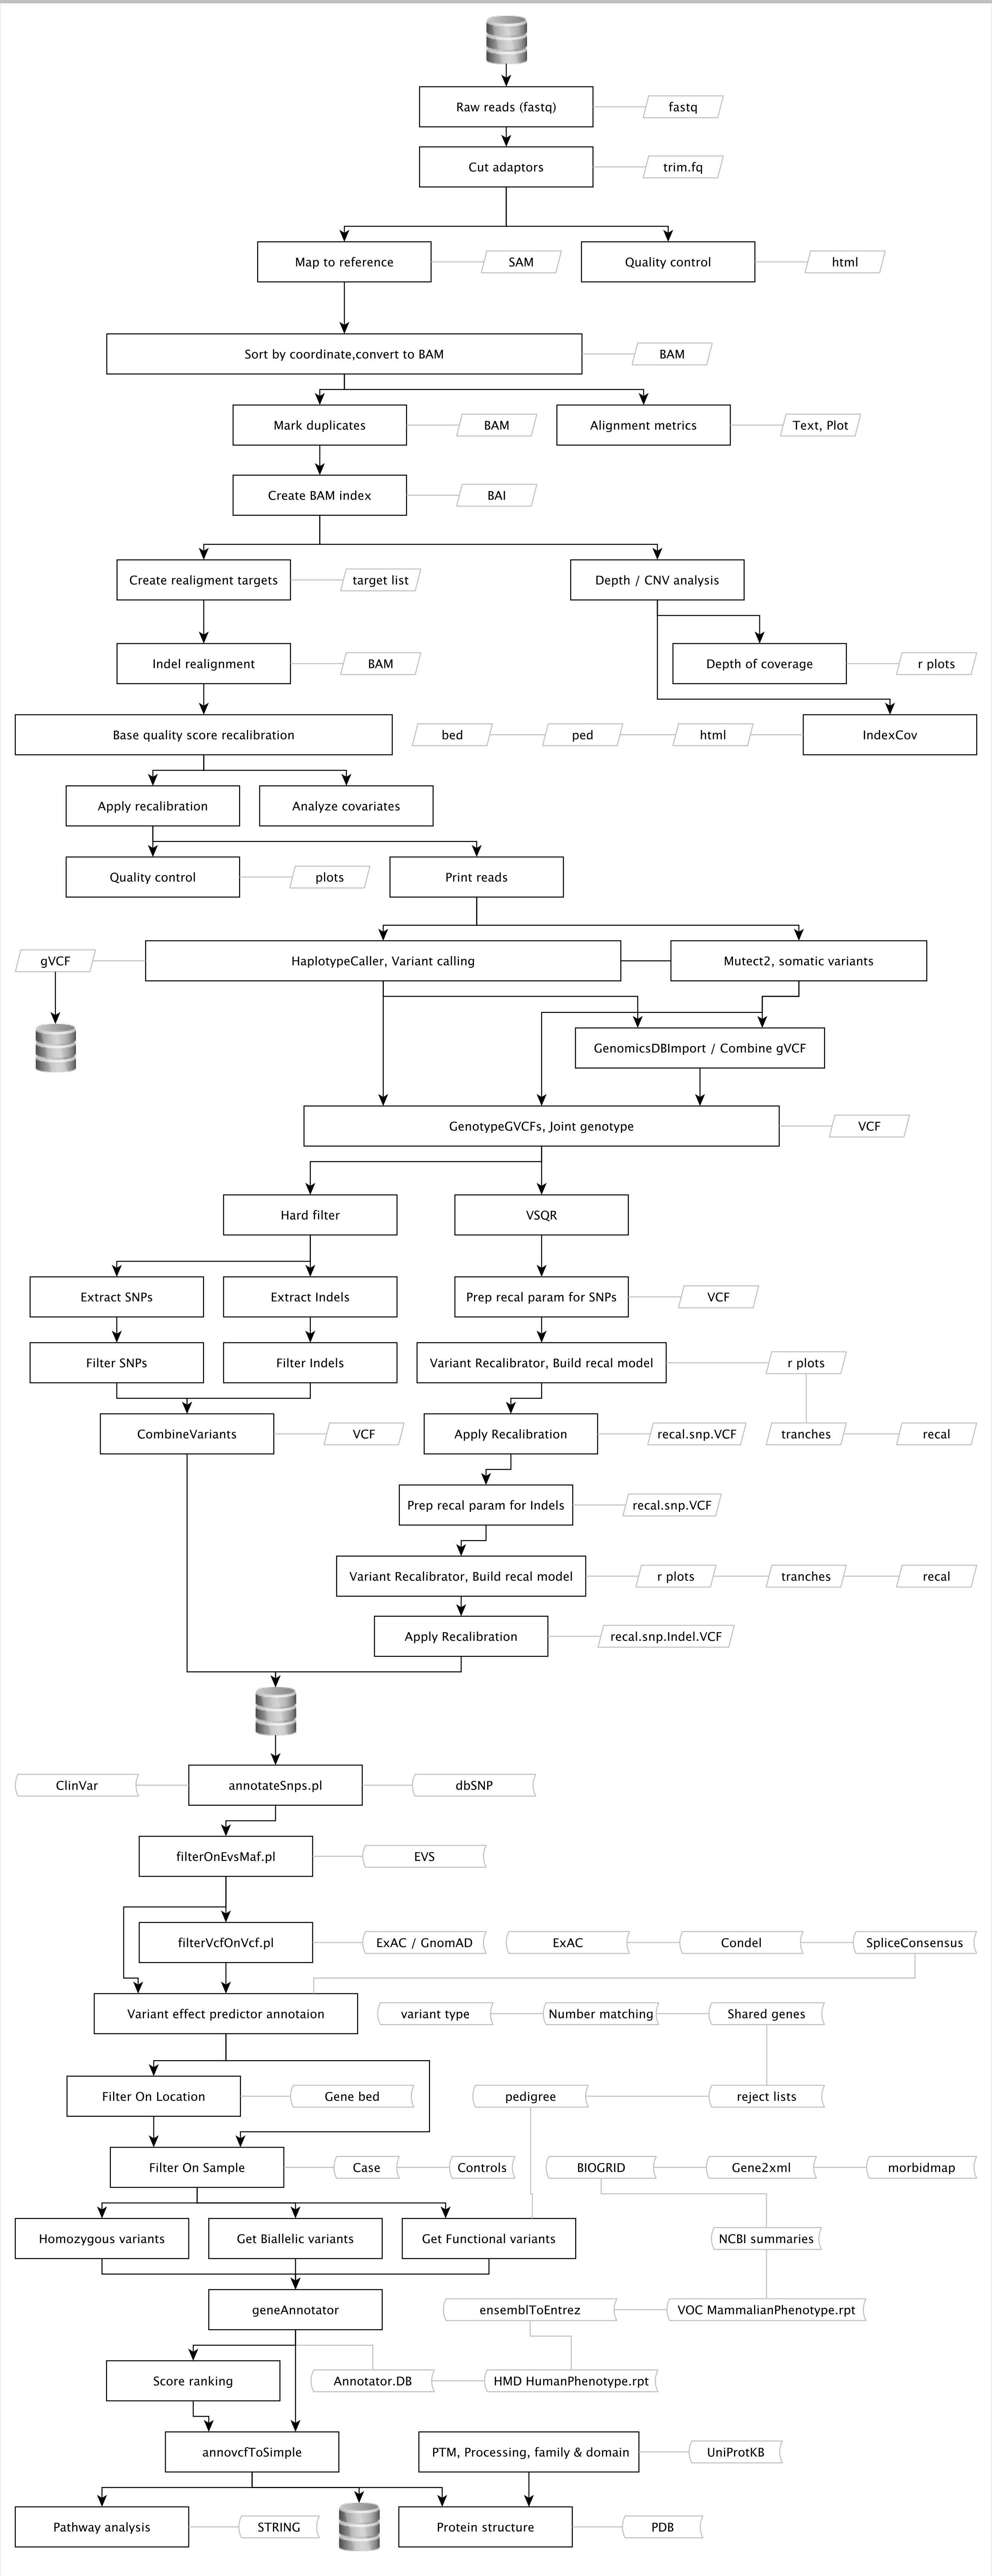 Raw reads (fastq)
fastq
Cut adaptors
trim.fq
Map to reference
SAM
Quality control
html
Sort by coordinate,convert to BAM
BAM
Mark duplicates
BAM
Alignment metrics
Text, Plot
Create BAM index
BAI
Create realigment targets
target list
Depth / CNV analysis
Indel realignment
BAM
Depth of coverage
r plots
Base quality score recalibration
bed
ped
html
IndexCov
Apply recalibration
Analyze covariates
Quality control
plots
Print reads
gVCF
HaplotypeCaller, Variant calling
Mutect2, somatic variants
GenomicsDBImport / Combine gVCF
GenotypeGVCFs, Joint genotype
VCF
Hard filter
VSQR
Extract SNPs
Extract Indels
Prep recal param for SNPs
VCF
Filter SNPs
Filter Indels
Variant Recalibrator, Build recal model
r plots
CombineVariants
VCF
Apply Recalibration
recal.snp.VCF
tranches
recal
Prep recal param for Indels
recal.snp.VCF
Variant Recalibrator, Build recal model
r plots
tranches
recal
Apply Recalibration
recal.snp.Indel.VCF
ClinVar
annotateSnps.pl
dbSNP
filterOnEvsMaf.pl
EVS
filterVcfOnVcf.pl
ExAC / GnomAD
ExAC
Condel
SpliceConsensus
Variant effect predictor annotaion
variant type
Number matching
Shared genes
Filter On Location
Gene bed
pedigree
reject lists
Filter On Sample
Case
Controls
BIOGRID
Gene2xml
morbidmap
Homozygous variants
Get Biallelic variants
Get Functional variants
NCBI summaries
geneAnnotator
ensemblToEntrez
VOC MammalianPhenotype.rpt
Score ranking
Annotator.DB
HMD HumanPhenotype.rpt
annovcfToSimple
PTM, Processing, family & domain
UniProtKB
Pathway analysis
STRING
Protein structure
PDB